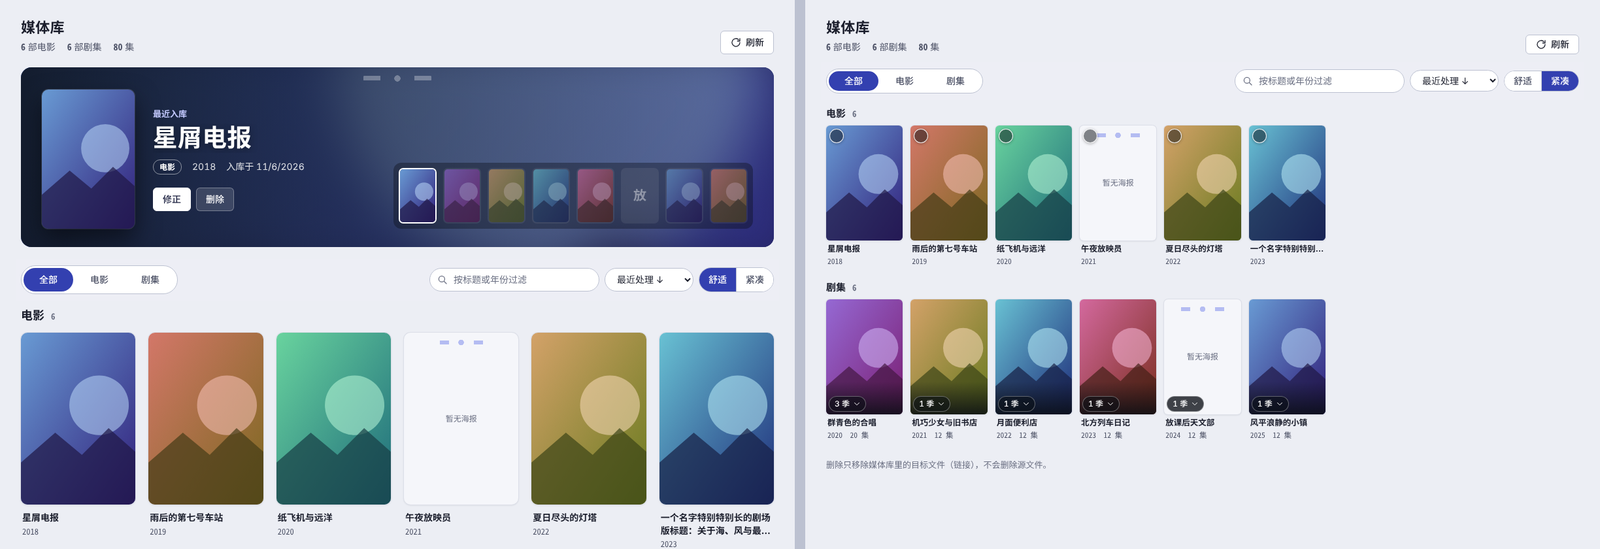 媒体库
6 部电影 6 部剧集 80 集
刷新
最近入库
星屑电报
电影 2018 入库于 11/6/2026
修正 删除
放
全部 电影 剧集 按标题或年份过滤 最近处理 ↓ 舒适 紧凑
电影 6
暂无海报
星屑电报 雨后的第七号车站 纸飞机与远洋 午夜放映员 夏日尽头的灯塔 一个名字特别特别长的剧场
版标题：关于海、风与最...
2018 2019 2020 2021 2022 2023
媒体库
6 部电影 6 部剧集 80 集
刷新
全部 电影 剧集 按标题或年份过滤 最近处理 ↓ 舒适 紧凑
电影 6
暂无海报
星屑电报 雨后的第七号车站 纸飞机与远洋 午夜放映员 夏日尽头的灯塔 一个名字特别特别...
2018 2019 2020 2021 2022 2023
剧集 6
暂无海报
3 季 1 季 1 季 1 季 1 季 1 季
群青色的合唱 机巧少女与旧书店 月面便利店 北方列车日记 放课后天文部 风平浪静的小镇
2020 20 集 2021 12 集 2022 12 集 2023 12 集 2024 12 集 2025 12 集
删除只移除媒体库里的目标文件（链接），不会删除源文件。